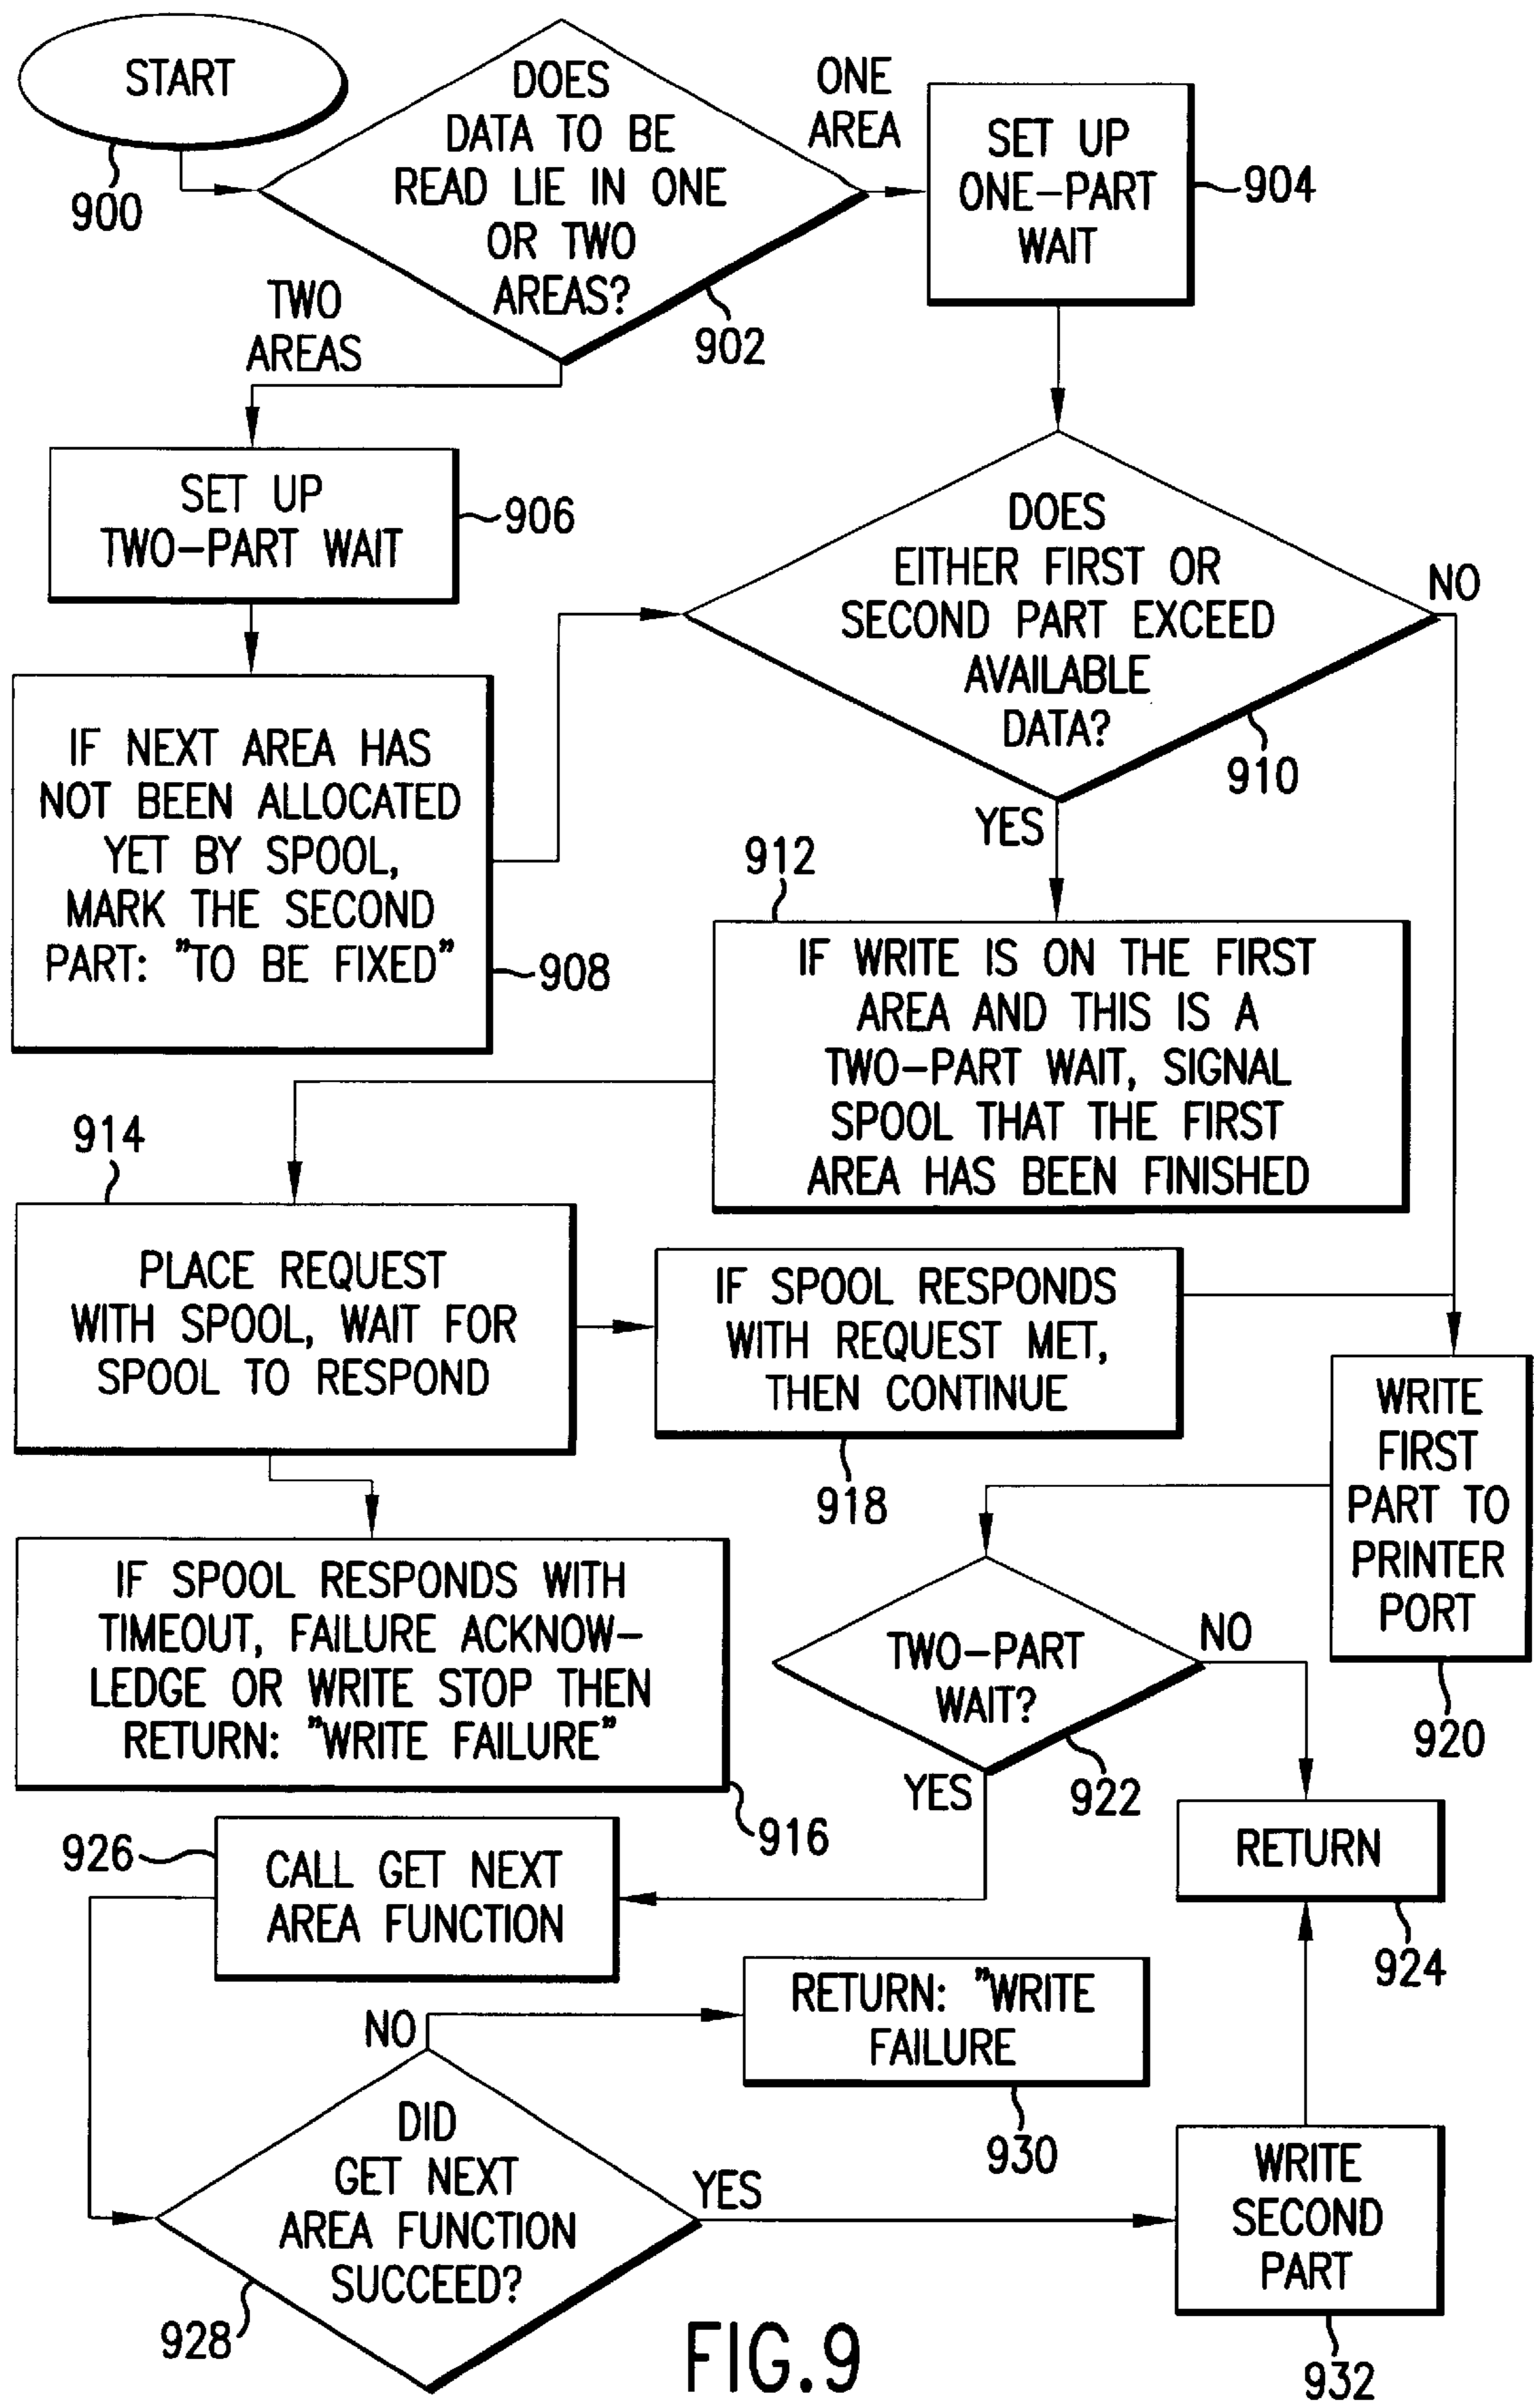 START
900
DOES
DATA TO BE
READ LIE IN ONE
OR TWO
AREAS?
902
ONE
AREA
SET UP
ONE-PART
WAIT
904
TWO
AREAS
SET UP
TWO-PART WAIT
906
IF NEXT AREA HAS
NOT BEEN ALLOCATED
YET BY SPOOL,
MARK THE SECOND
PART: "TO BE FIXED"
908
DOES
EITHER FIRST OR
SECOND PART EXCEED
AVAILABLE
DATA?
910
NO
YES
912
IF WRITE IS ON THE FIRST
AREA AND THIS IS A
TWO-PART WAIT, SIGNAL
SPOOL THAT THE FIRST
AREA HAS BEEN FINISHED
914
PLACE REQUEST
WITH SPOOL, WAIT FOR
SPOOL TO RESPOND
IF SPOOL RESPONDS
WITH REQUEST MET,
THEN CONTINUE
918
WRITE
FIRST
PART TO
PRINTER
PORT
920
IF SPOOL RESPONDS WITH
TIMEOUT, FAILURE ACKNOW-
LEDGE OR WRITE STOP THEN
RETURN: "WRITE FAILURE"
916
TWO-PART
WAIT?
922
NO
YES
RETURN
924
926
CALL GET NEXT
AREA FUNCTION
NO
RETURN: "WRITE
FAILURE
930
DID
GET NEXT
AREA FUNCTION
SUCCEED?
928
YES
WRITE
SECOND
PART
932
FIG.9